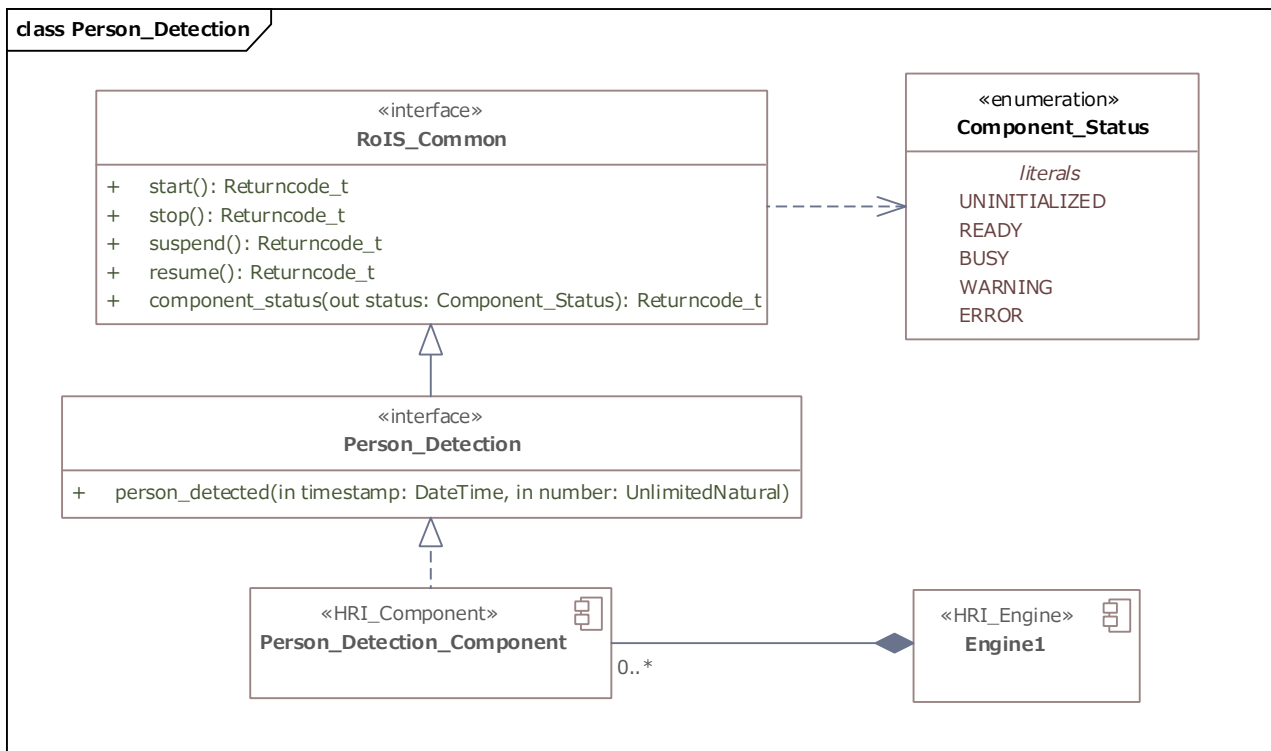 class Person_Detection
«interface»
RoIS_Common
+ start(): Returncode_t
+ stop(): Returncode_t
+ suspend(): Returncode_t
+ resume(): Returncode_t
+ component_status(out status: Component_Status): Returncode_t
«enumeration»
Component_Status
literals
UNINITIALIZED
READY
BUSY
WARNING
ERROR
«interface»
Person_Detection
+ person_detected(in timestamp: DateTime, in number: UnlimitedNatural)
«HRI_Component»
Person_Detection_Component
0..*
«HRI_Engine»
Engine1